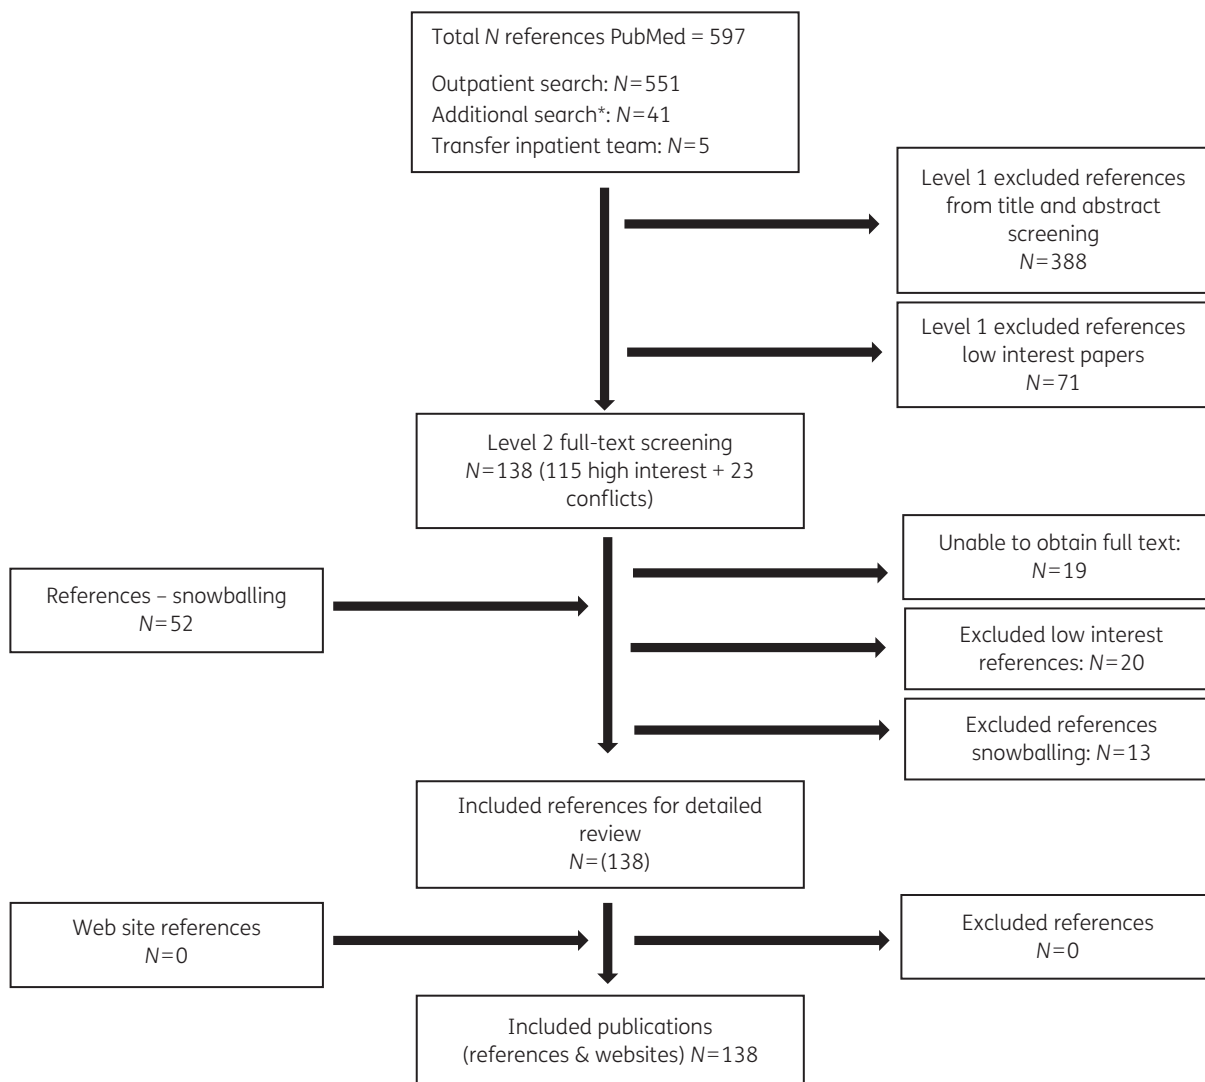 Total N references PubMed = 597
Outpatient search: N=551
Additional search*: N=41
Transfer inpatient team: N=5
Level 1 excluded references
from title and abstract
screening
N=388
Level 1 excluded references
low interest papers
N=71
Level 2 full-text screening
N=138 (115 high interest + 23
conflicts)
Unable to obtain full text:
N=19
References – snowballing
N=52
Excluded low interest
references: N=20
Excluded references
snowballing: N=13
Included references for detailed
review
N=(138)
Web site references
N=0
Excluded references
N=0
Included publications
(references & websites) N=138